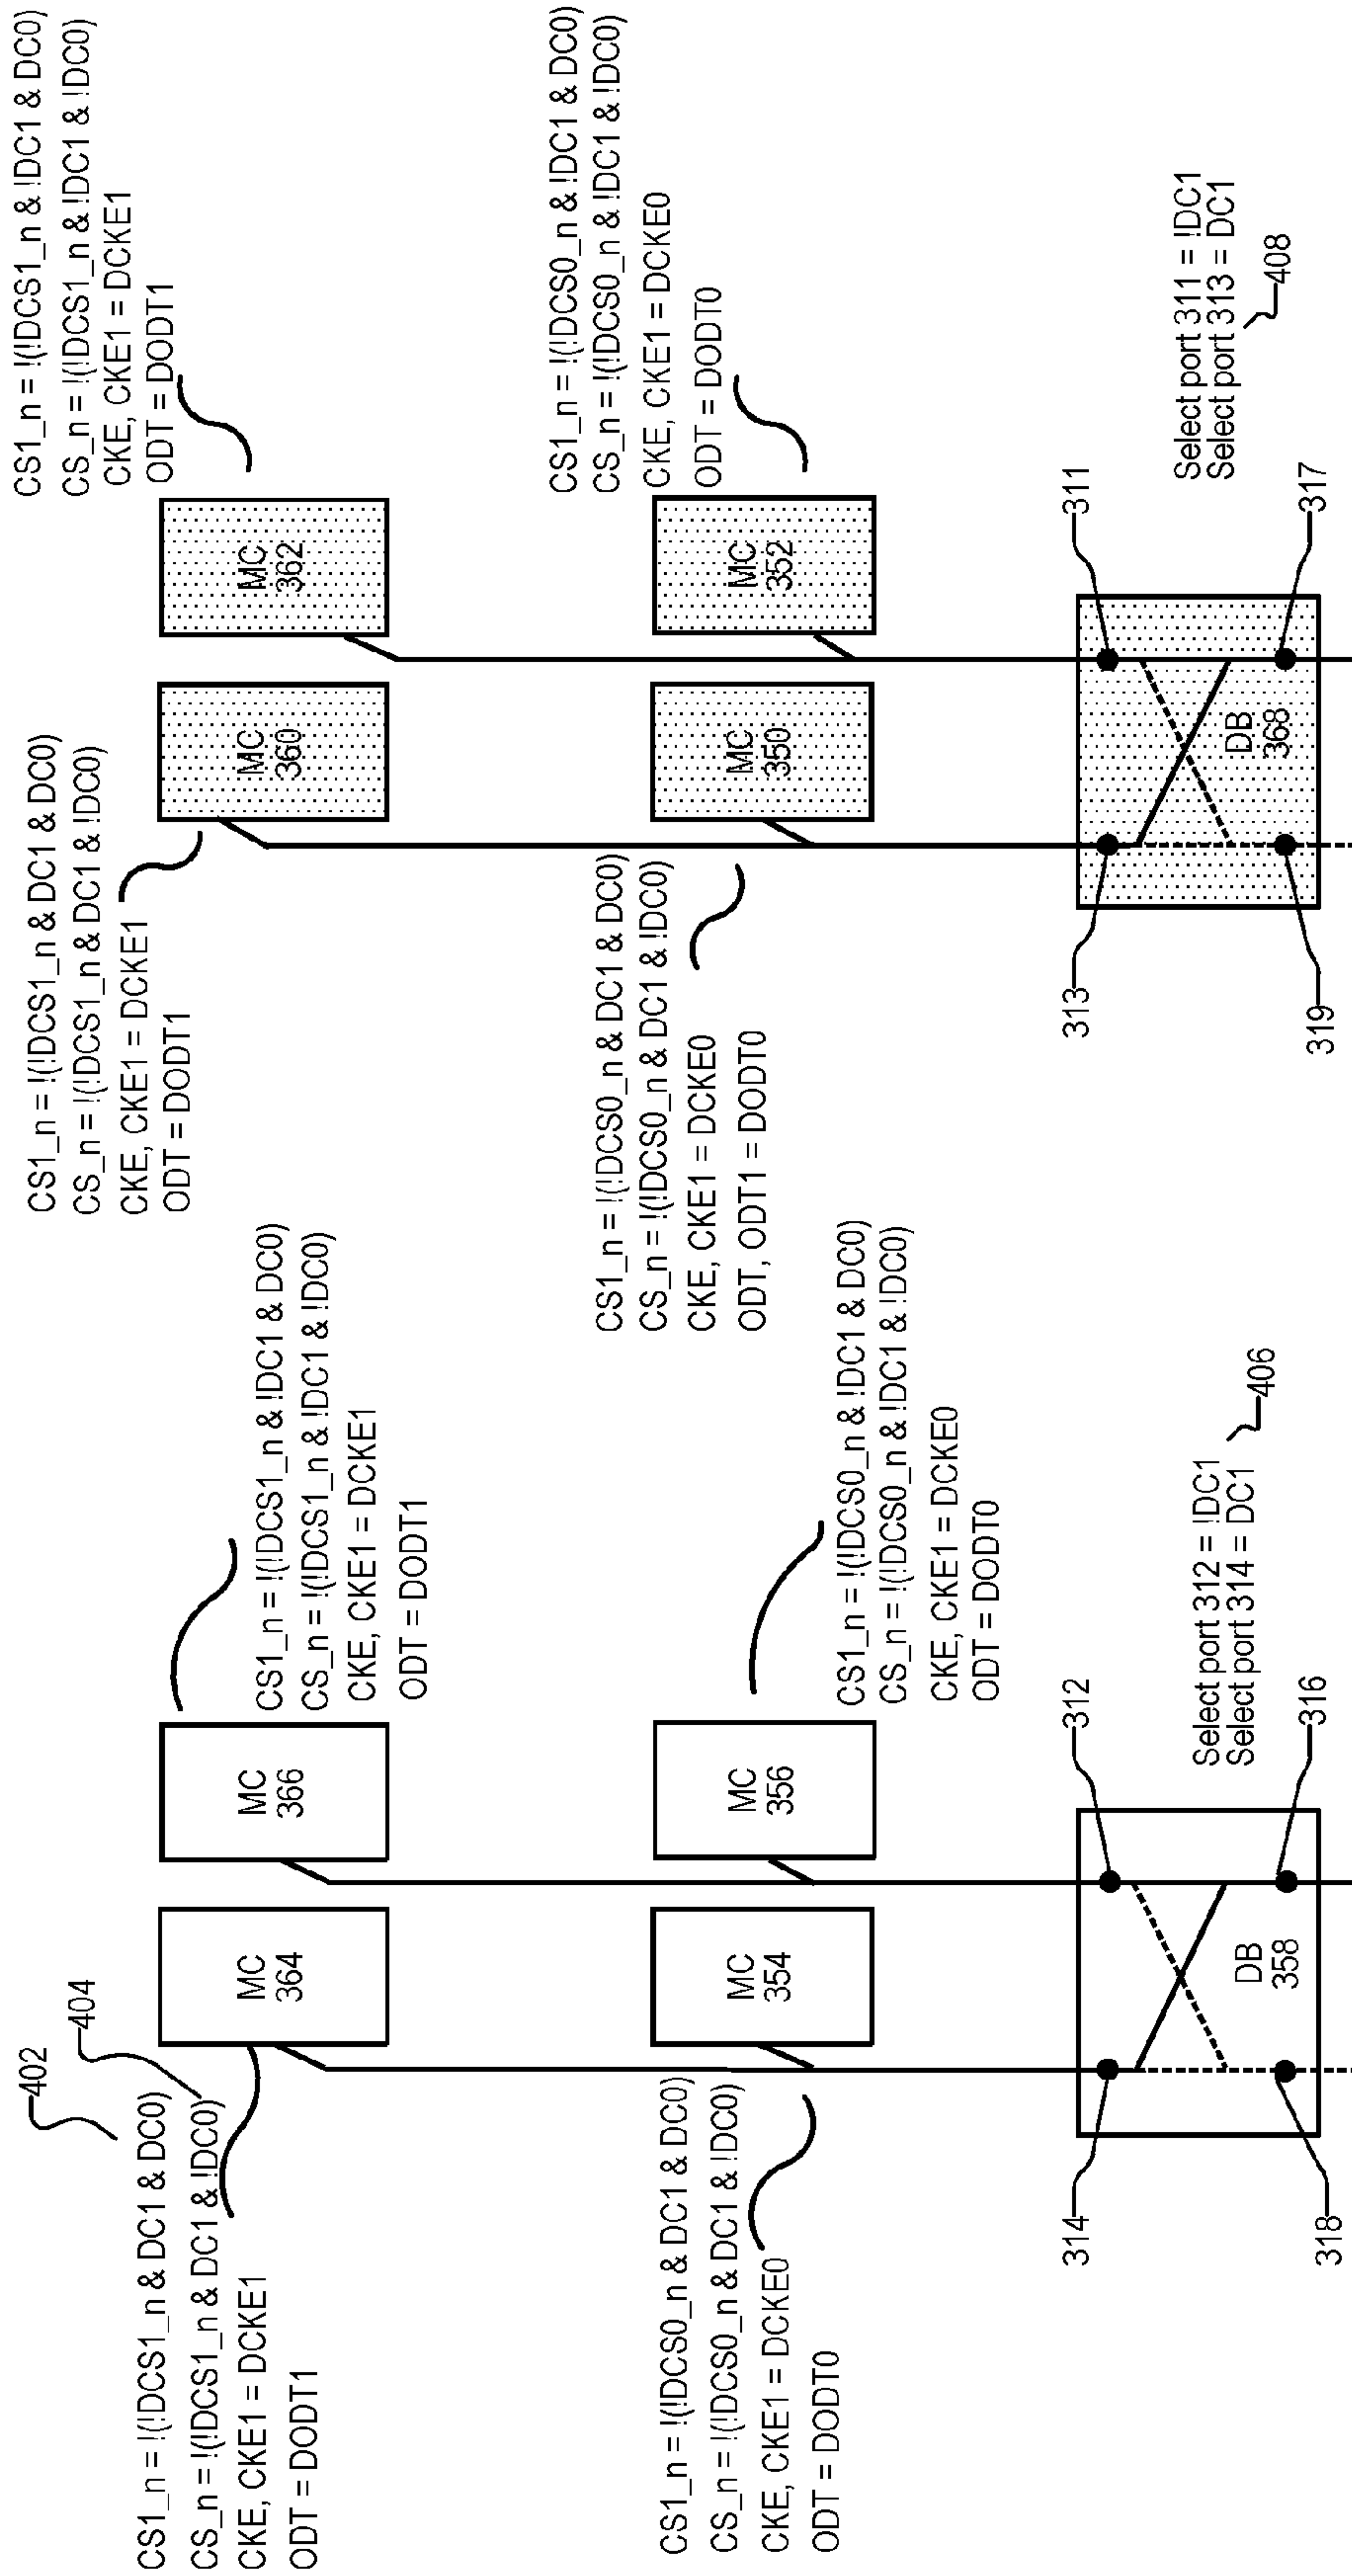 402
404
CS1_n = !(!DCS1_n & DC1 & DC0)
CS_n = !(!DCS1_n & DC1 & !DC0)
CKE, CKE1 = DCKE1
ODT = DODT1
MC
364
MC
366
CS1_n = !(!DCS1_n & !DC1 & DC0)
CS_n = !(!DCS1_n & !DC1 & !DC0)
CKE, CKE1 = DCKE1
ODT = DODT1
CS1_n = !(!DCS1_n & DC1 & DC0)
CS_n = !(!DCS1_n & DC1 & !DC0)
CKE, CKE1 = DCKE1
ODT = DODT1
MC
360
MC
362
CS1_n = !(!DCS1_n & !DC1 & DC0)
CS_n = !(!DCS1_n & !DC1 & !DC0)
CKE, CKE1 = DCKE1
ODT = DODT1
CS1_n = !(!DCS0_n & DC1 & DC0)
CS_n = !(!DCS0_n & DC1 & !DC0)
CKE, CKE1 = DCKE0
ODT = DODT0
MC
354
MC
356
CS1_n = !(!DCS0_n & !DC1 & DC0)
CS_n = !(!DCS0_n & !DC1 & !DC0)
CKE, CKE1 = DCKE0
ODT = DODT0
CS1_n = !(!DCS0_n & DC1 & DC0)
CS_n = !(!DCS0_n & DC1 & !DC0)
CKE, CKE1 = DCKE0
ODT, ODT1 = DODT0
MC
350
MC
352
CS1_n = !(!DCS0_n & !DC1 & DC0)
CS_n = !(!DCS0_n & !DC1 & !DC0)
CKE, CKE1 = DCKE0
ODT = DODT0
314
312
DB
358
318
316
Select port 312 = !DC1
Select port 314 = DC1
406
313
311
DB
368
319
317
Select port 311 = !DC1
Select port 313 = DC1
408